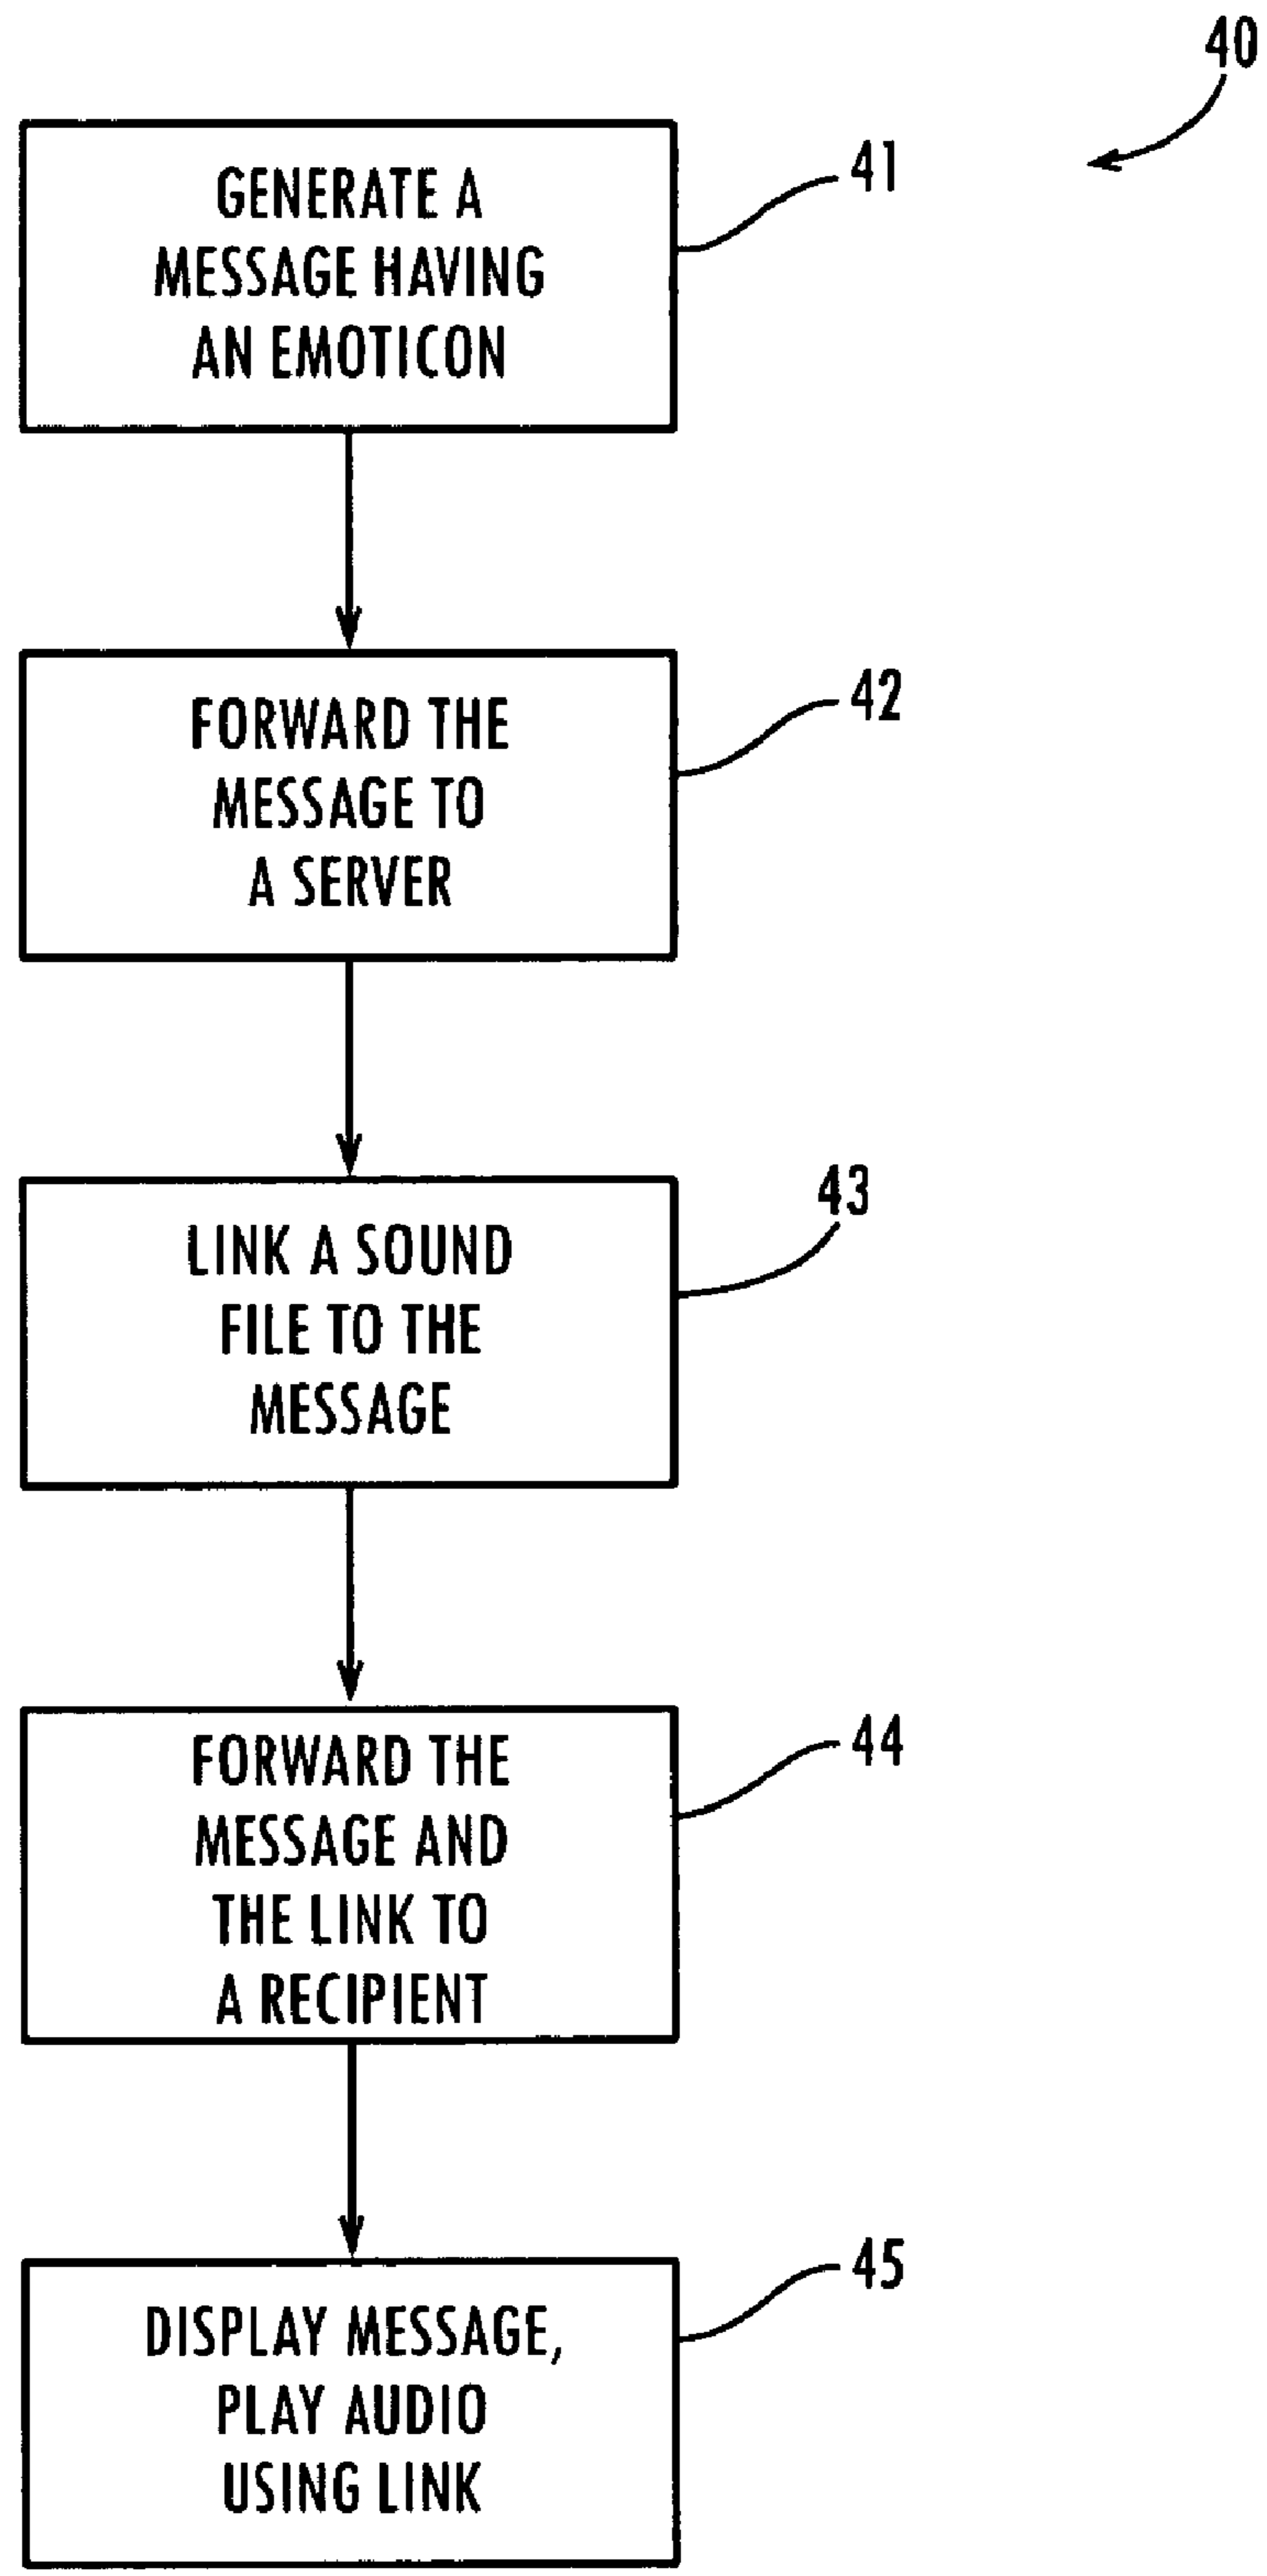 40
GENERATE A
MESSAGE HAVING
AN EMOTICON
41
FORWARD THE
MESSAGE TO
A SERVER
42
LINK A SOUND
FILE TO THE
MESSAGE
43
FORWARD THE
MESSAGE AND
THE LINK TO
A RECIPIENT
44
DISPLAY MESSAGE,
PLAY AUDIO
USING LINK
45